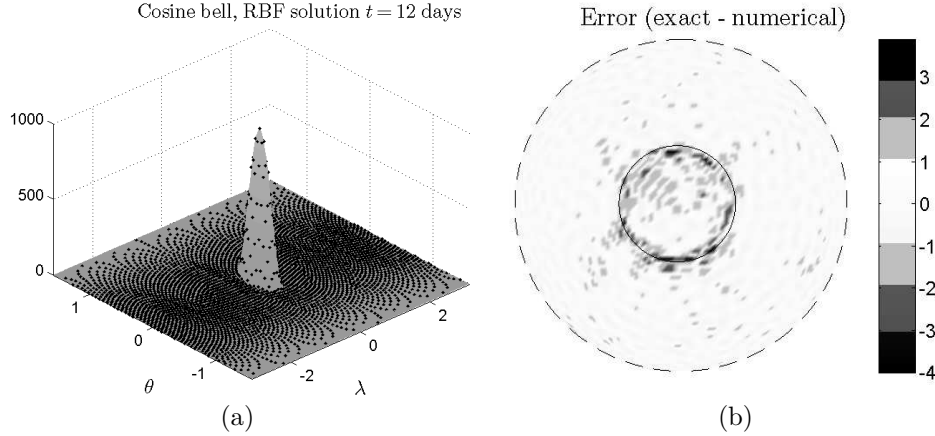 Cosine bell, RBF solution t = 12 days
1000
500
0
1
0
-1
θ
-2
0
2
λ
(a)
Error (exact - numerical)
3
2
1
0
-1
-2
-3
-4
(b)